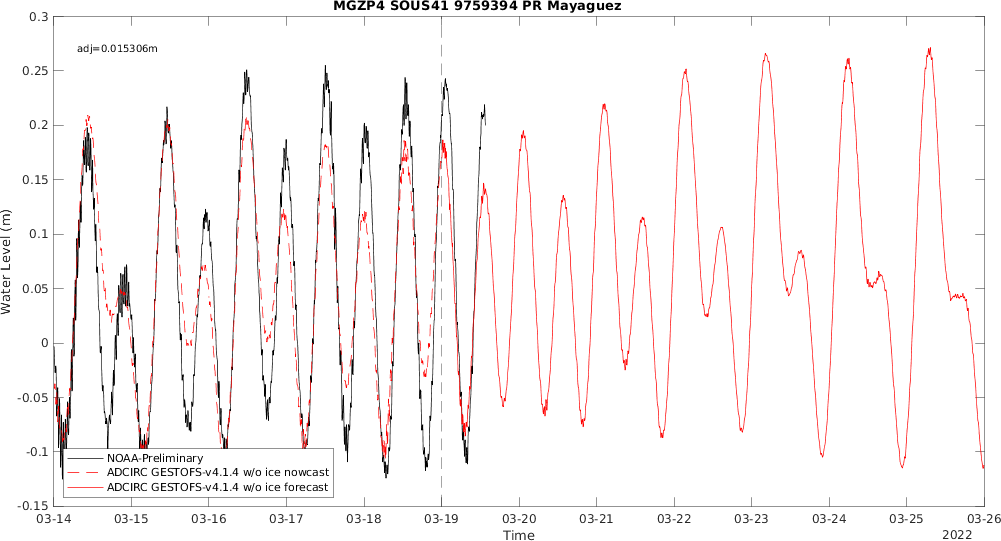 MGZP4 SOUS41 9759394 PR Mayaguez
adj=0.015306m
0.3
0.25
0.2
0.15
0.1
0.05
0
-0.05
-0.1
-0.15
Water Level (m)
NOAA-Preliminary
ADCIRC GESTOFS-v4.1.4 w/o ice nowcast
ADCIRC GESTOFS-v4.1.4 w/o ice forecast
03-14 03-15 03-16 03-17 03-18 03-19 03-20 03-21 03-22 03-23 03-24 03-25 03-26
Time
2022